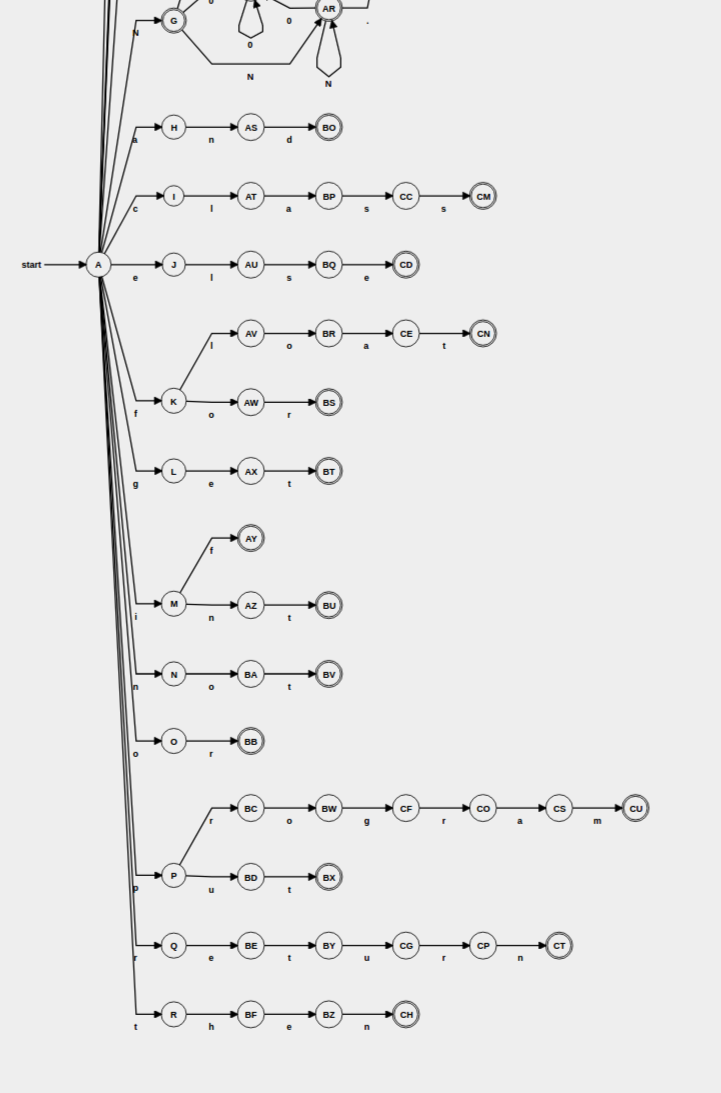 0
G AR
N 0 .
0
N N
H AS BO
a n d
I AT BP CC CM
c l a s s
start A J AU BQ CD
e l s e
AV BR CE CN
l o a t
K AW BS
f o r
L AX BT
g e t
AY
f
M AZ BU
i n t
N BA BV
n o t
O BB
o r
BC BW CF CO CS CU
r o g r a m
P BD BX
p u t
Q BE BY CG CP CT
r e t u r n
R BF BZ CH
t h e n